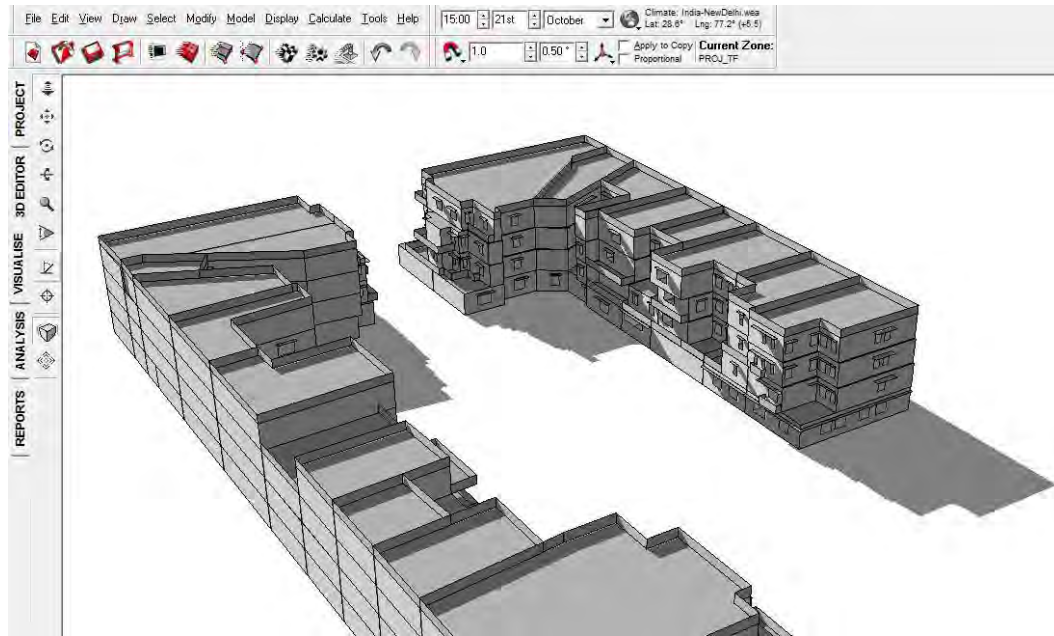 File Edit View Draw Select Modify Model Display Calculate Tools Help
15:00 21st October Climate: India-NewDelhi.wea
Lat: 28.6° Lng: 77.2° (+5.5)
1.0 0.50 ° Apply to Copy Current Zone:
Proportional PROJ_TF
PROJECT
3D EDITOR
VISUALISE
ANALYSIS
REPORTS